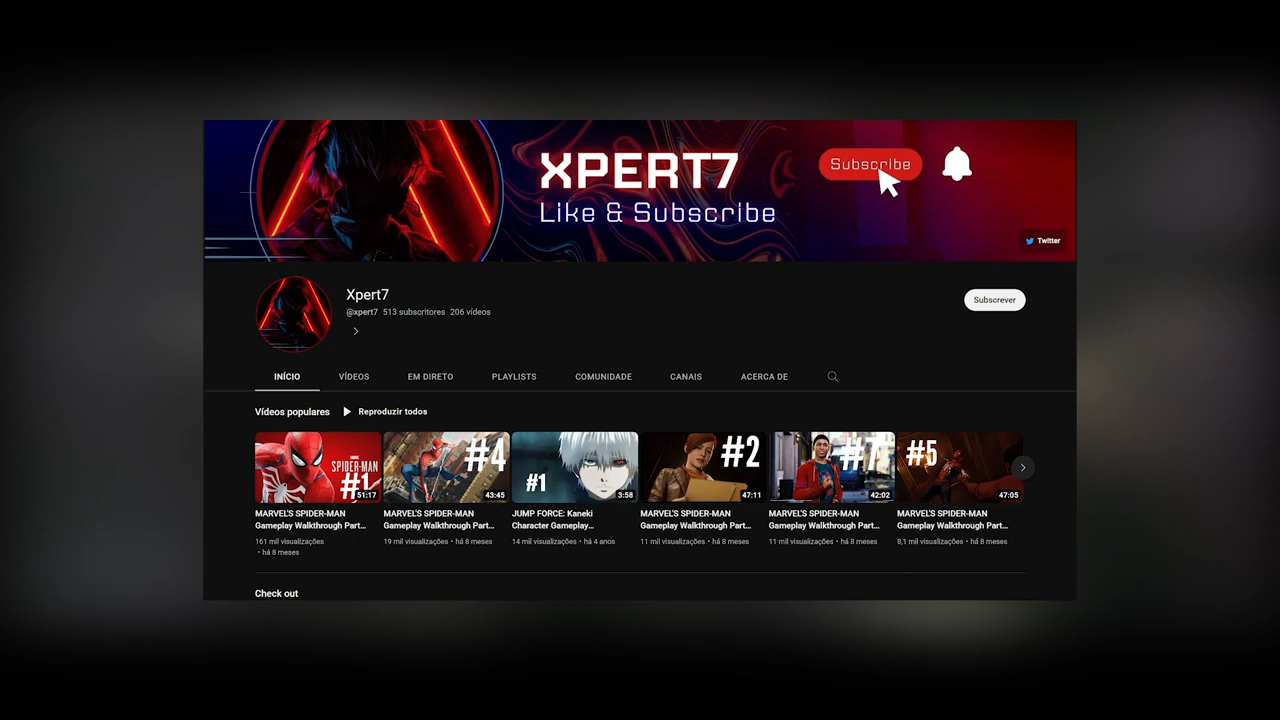 XPERT7
Like & Subscribe
Subscribe
Twitter
Xpert7
@xpert7 513 subscritores 206 vídeos
Subscrever
INÍCIO VÍDEOS EM DIRETO PLAYLISTS COMUNIDADE CANAIS ACERCA DE
Vídeos populares Reproduzir todos
MARVEL SPIDER-MAN
#1
51:17
#4
43:45
#1
3:58
#2
47:11
#7
42:02
#5
47:05
MARVEL'S SPIDER-MAN
Gameplay Walkthrough Part...
161 mil visualizações
• há 8 meses
MARVEL'S SPIDER-MAN
Gameplay Walkthrough Part...
19 mil visualizações • há 8 meses
JUMP FORCE: Kaneki
Character Gameplay...
14 mil visualizações • há 4 anos
MARVEL'S SPIDER-MAN
Gameplay Walkthrough Part...
11 mil visualizações • há 8 meses
MARVEL'S SPIDER-MAN
Gameplay Walkthrough Part...
11 mil visualizações • há 8 meses
MARVEL'S SPIDER-MAN
Gameplay Walkthrough Part...
8,1 mil visualizações • há 8 meses
Check out